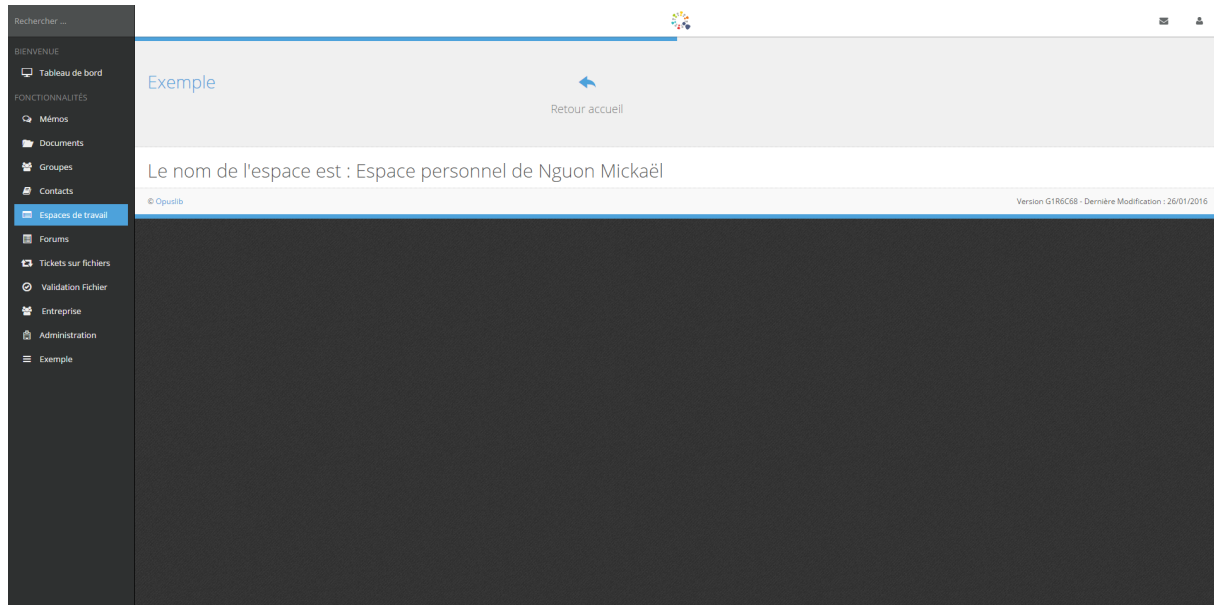 Rechercher ...
BIENVENUE
Tableau de bord
FONCTIONNALITÉS
Mémos
Documents
Groupes
Contacts
Espaces de travail
Forums
Tickets sur fichiers
Validation Fichier
Entreprise
Administration
Exemple
Exemple
Retour accueil
Le nom de l'espace est : Espace personnel de Nguon Mickaël
© Opuslib
Version G1R6C68 - Dernière Modification : 26/01/2016